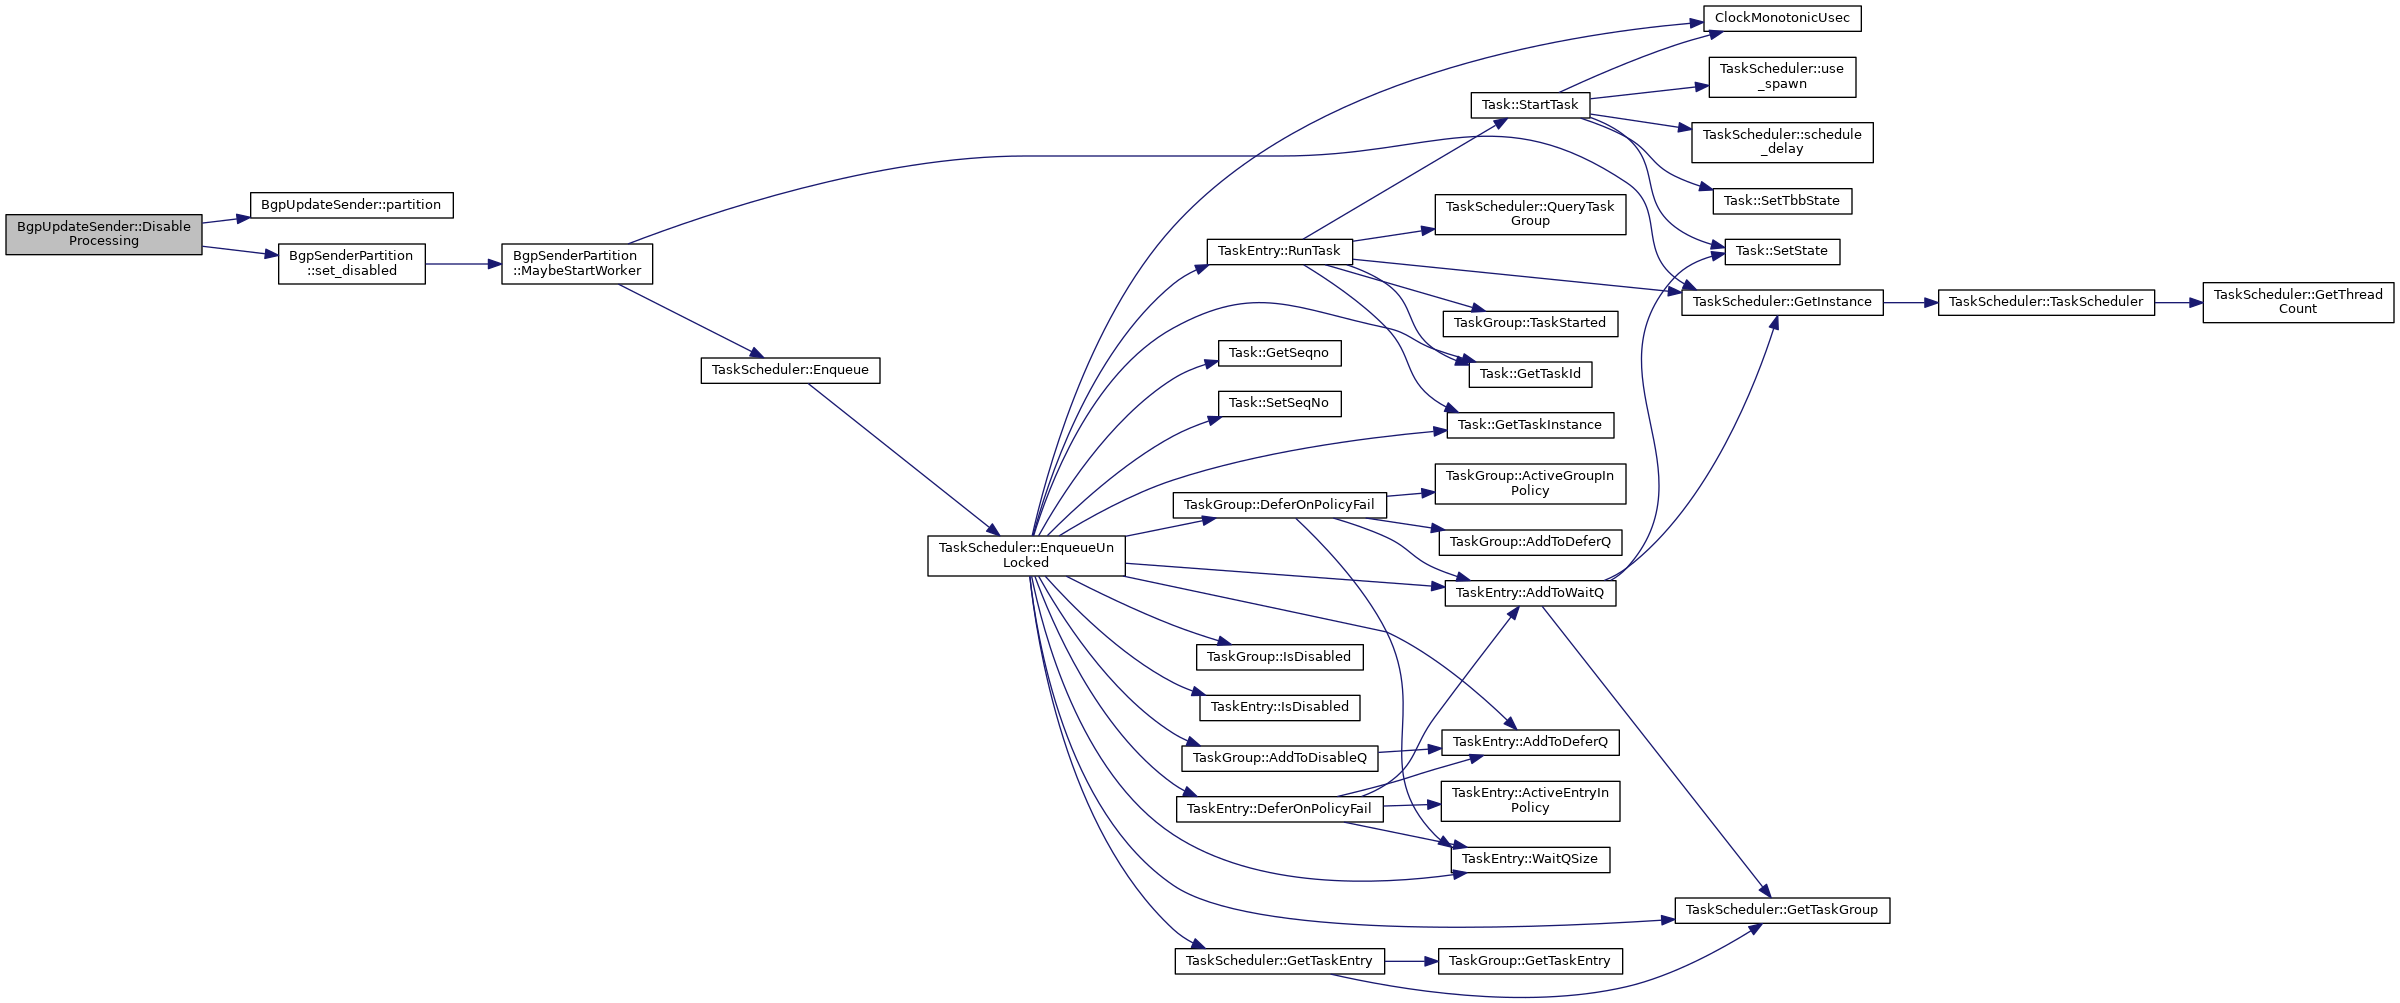 BgpUpdateSender::Disable
Processing
BgpUpdateSender::partition
BgpSenderPartition
::set_disabled
BgpSenderPartition
::MaybeStartWorker
TaskScheduler::Enqueue
TaskScheduler::EnqueueUn
Locked
ClockMonotonicUsec
TaskScheduler::use
_spawn
Task::StartTask
TaskScheduler::schedule
_delay
Task::SetTbbState
TaskScheduler::QueryTask
Group
TaskEntry::RunTask
Task::SetState
TaskScheduler::GetInstance
TaskScheduler::TaskScheduler
TaskScheduler::GetThread
Count
TaskGroup::TaskStarted
Task::GetSeqno
Task::GetTaskId
Task::SetSeqNo
Task::GetTaskInstance
TaskGroup::ActiveGroupIn
Policy
TaskGroup::DeferOnPolicyFail
TaskGroup::AddToDeferQ
TaskEntry::AddToWaitQ
TaskGroup::IsDisabled
TaskEntry::IsDisabled
TaskEntry::AddToDeferQ
TaskGroup::AddToDisableQ
TaskEntry::ActiveEntryIn
Policy
TaskEntry::DeferOnPolicyFail
TaskEntry::WaitQSize
TaskScheduler::GetTaskGroup
TaskScheduler::GetTaskEntry
TaskGroup::GetTaskEntry